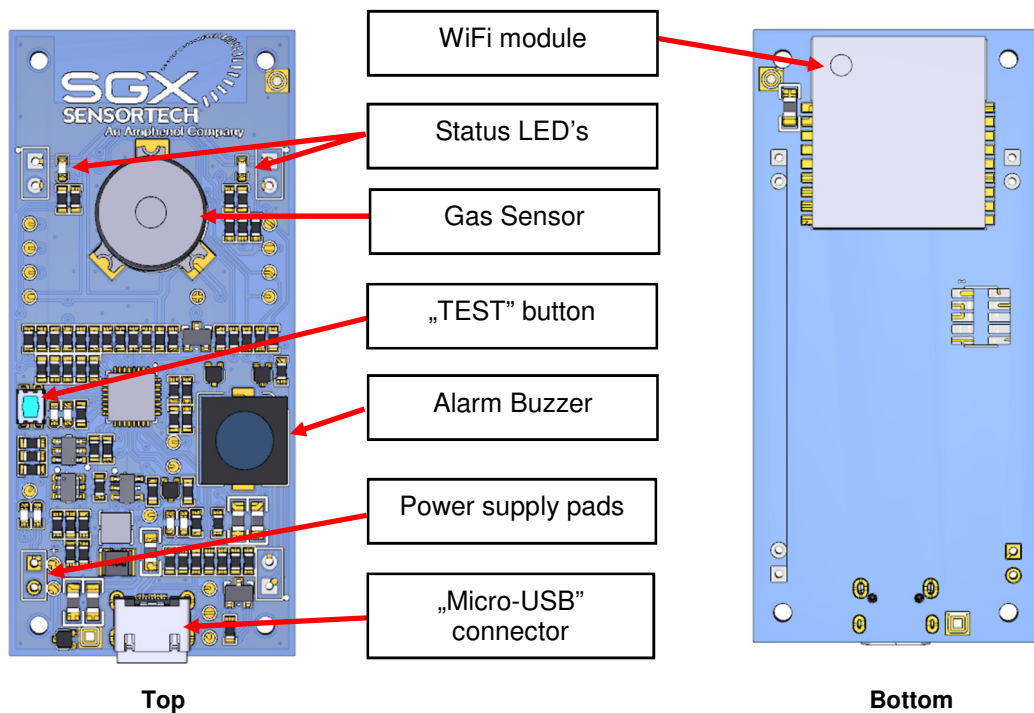 SGX
SENSORTECH
An Amphenol Company
WiFi module
Status LED’s
Gas Sensor
„TEST” button
Alarm Buzzer
Power supply pads
„Micro-USB”
connector
Top
Bottom